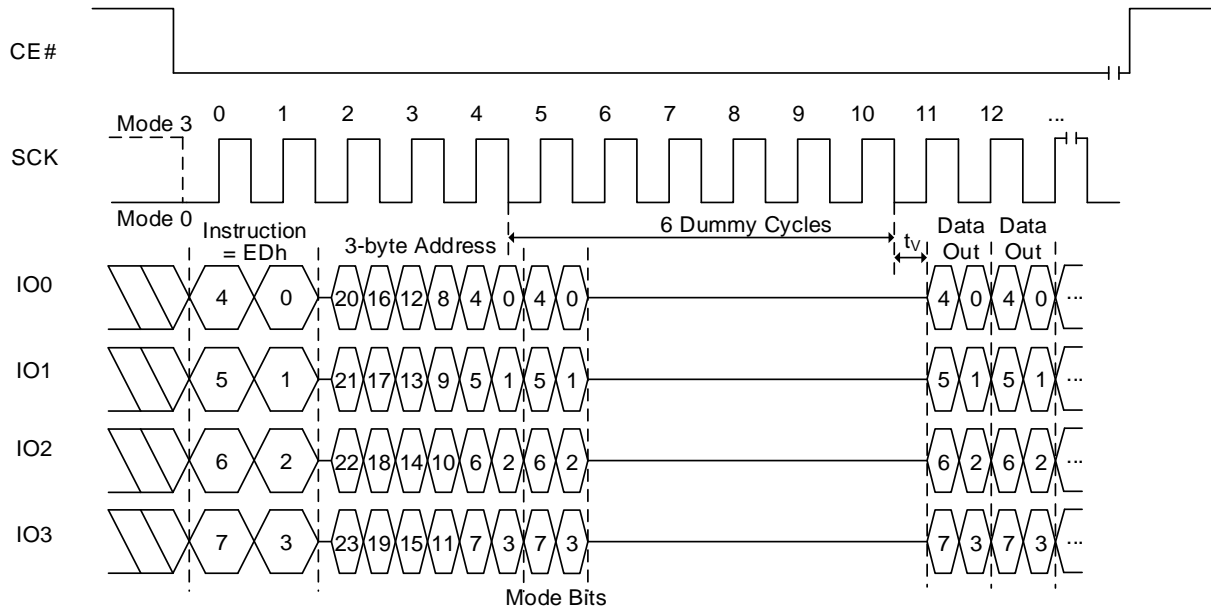 CE#
0 1 2 3 4 5 6 7 8 9 10 11 12 ...
Mode 3
SCK
Mode 0
Instruction
= EDh
3-byte Address
6 Dummy Cycles
tV
Data
Out
Data
Out
IO0 4 0 20 16 12 8 4 0 4 0 4 0 4 0 ...
IO1 5 1 21 17 13 9 5 1 5 1 5 1 5 1 ...
IO2 6 2 22 18 14 10 6 2 6 2 6 2 6 2 ...
IO3 7 3 23 19 15 11 7 3 7 3 7 3 7 3 ...
Mode Bits